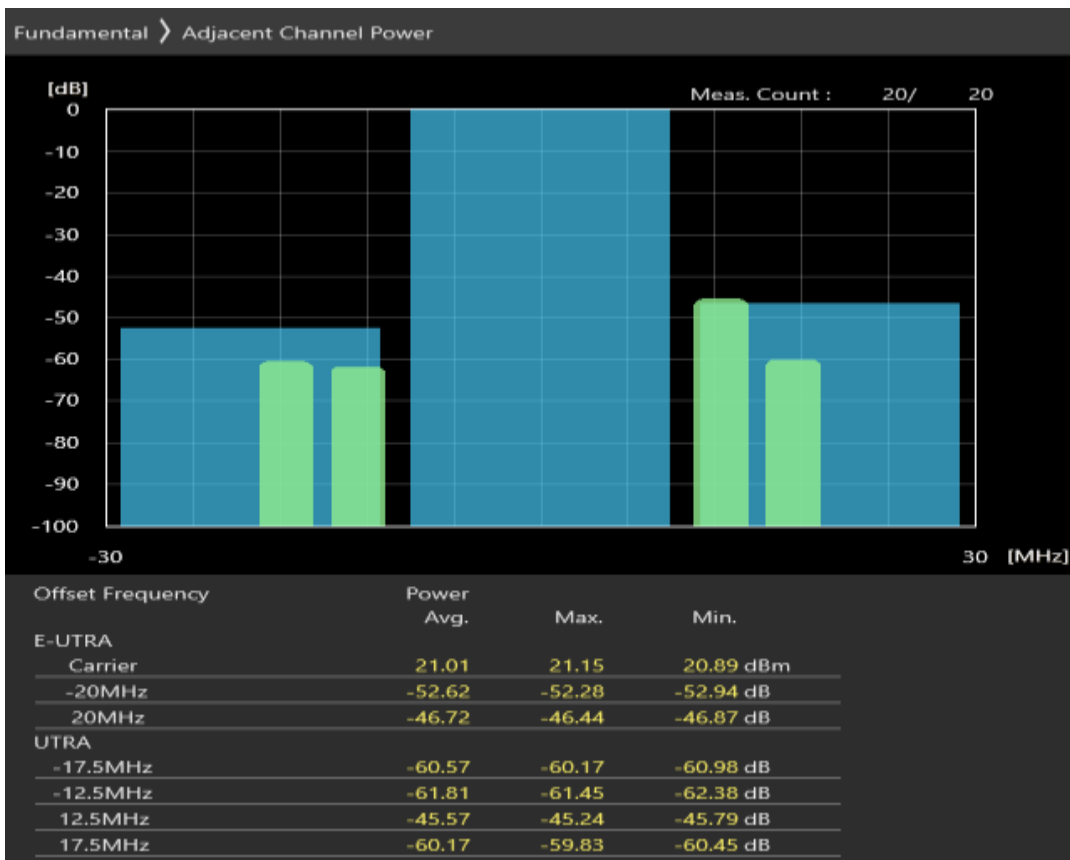 Fundamental 〉 Adjacent Channel Power
[dB]
Meas. Count : 20/ 20
0
-10
-20
-30
-40
-50
-60
-70
-80
-90
-100
-30 30 [MHz]
Offset Frequency Power
Avg. Max. Min.
E-UTRA
Carrier 21.01 21.15 20.89 dBm
-20MHz -52.62 -52.28 -52.94 dB
20MHz -46.72 -46.44 -46.87 dB
UTRA
-17.5MHz -60.57 -60.17 -60.98 dB
-12.5MHz -61.81 -61.45 -62.38 dB
12.5MHz -45.57 -45.24 -45.79 dB
17.5MHz -60.17 -59.83 -60.45 dB